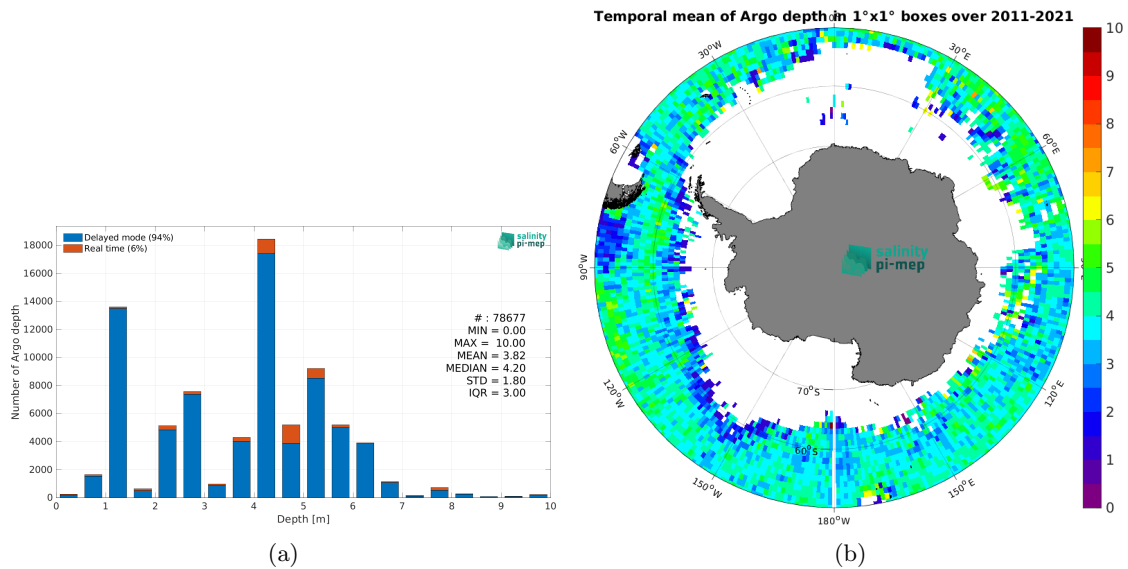 Temporal mean of Argo depth in 1°x1° boxes over 2011-2021
Delayed mode (94%)
Real time (6%)
salinity
pi-mep
# : 78677
MIN = 0.00
MAX = 10.00
MEAN = 3.82
MEDIAN = 4.20
STD = 1.80
IQR = 3.00
Number of Argo depth
18000
16000
14000
12000
10000
8000
6000
4000
2000
0
0 1 2 3 4 5 6 7 8 9 10
Depth [m]
(a)
30°W
30°E
60°W
60°E
90°W
salinity
pi-mep
120°W
120°E
70°S
60°S
150°W
150°E
180°W
10
9
8
7
6
5
4
3
2
1
0
(b)